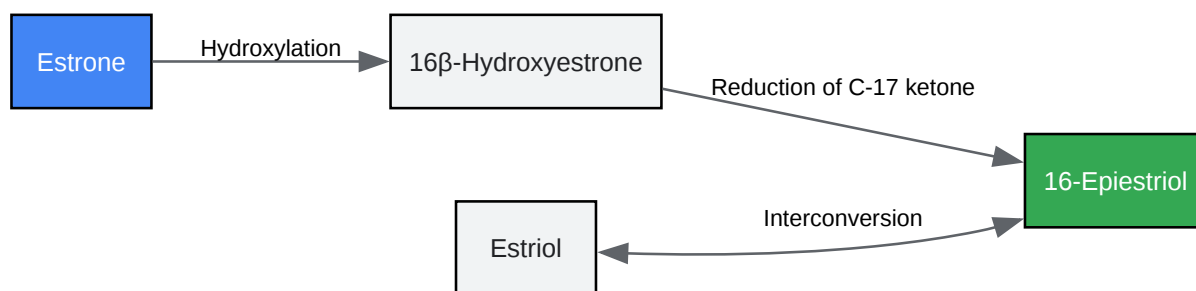 Estrone
Hydroxylation
16β-Hydroxyestrone
Reduction of C-17 ketone
16-Epiestriol
Interconversion
Estriol